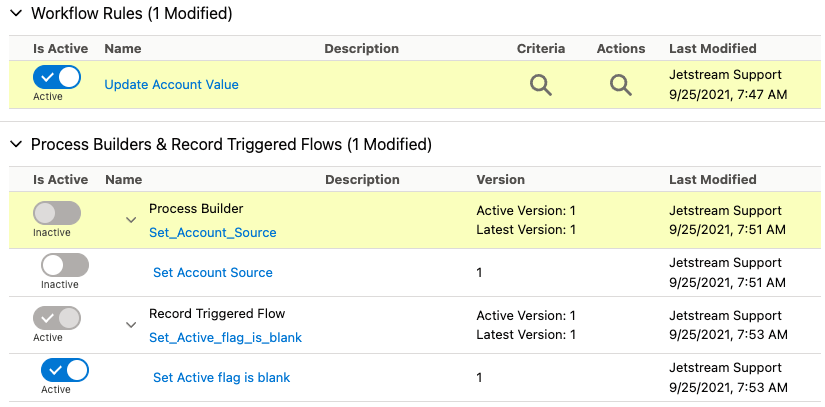 Workflow Rules (1 Modified)
Is Active Name Description Criteria Actions Last Modified
Active Update Account Value Jetstream Support
9/25/2021, 7:47 AM
Process Builders & Record Triggered Flows (1 Modified)
Is Active Name Description Version Last Modified
Process Builder Active Version: 1 Jetstream Support
Inactive Set_Account_Source Latest Version: 1 9/25/2021, 7:51 AM
Set Account Source 1 Jetstream Support
Inactive 9/25/2021, 7:51 AM
Record Triggered Flow Active Version: 1 Jetstream Support
Active Set_Active_flag_is_blank Latest Version: 1 9/25/2021, 7:53 AM
Set Active flag is blank 1 Jetstream Support
Active 9/25/2021, 7:53 AM